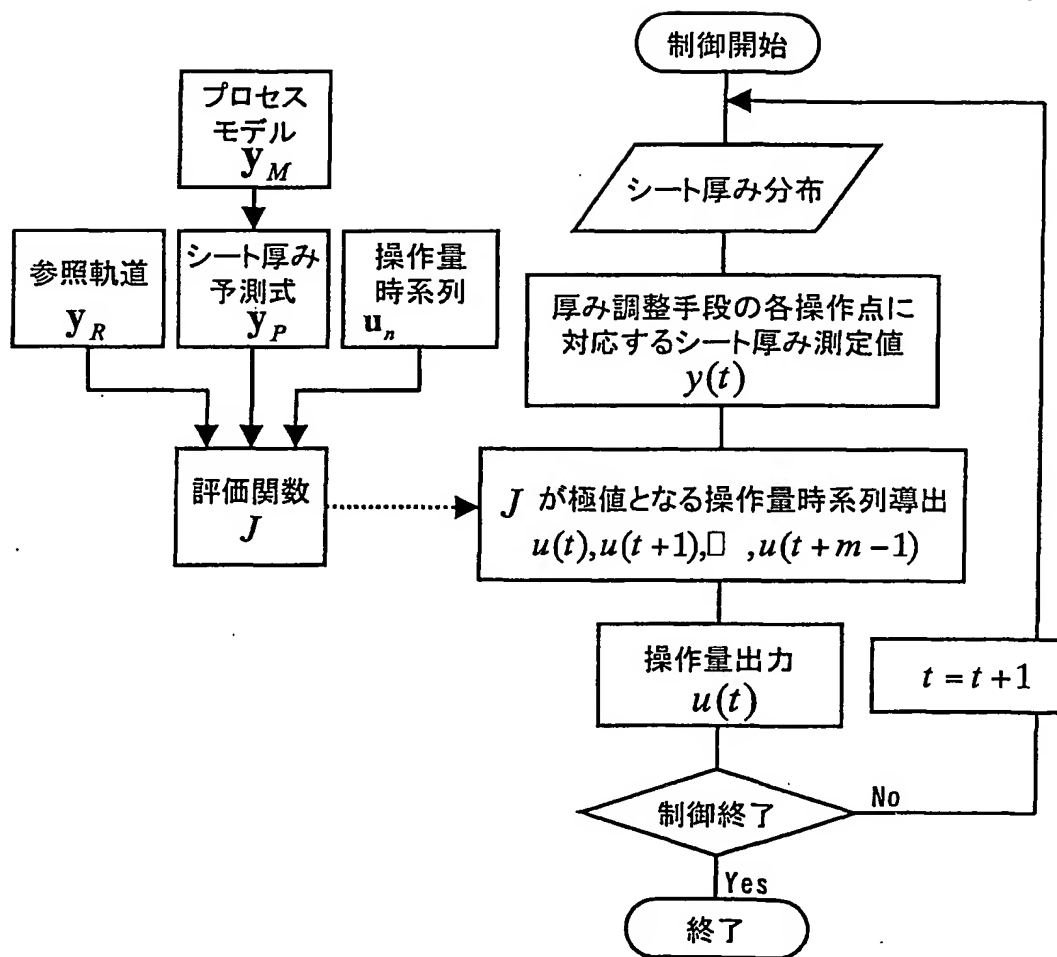 制御開始
プロセス
モデル
y_M
シート厚み分布
参照軌道
y_R
シート厚み
予測式
y_P
操作量
時系列
u_n
厚み調整手段の各操作点に
対応するシート厚み測定値
y(t)
評価関数
J
J が極値となる操作量時系列導出
u(t),u(t+1),□ ,u(t+m−1)
操作量出力
u(t)
t = t+1
制御終了
No
Yes
終了